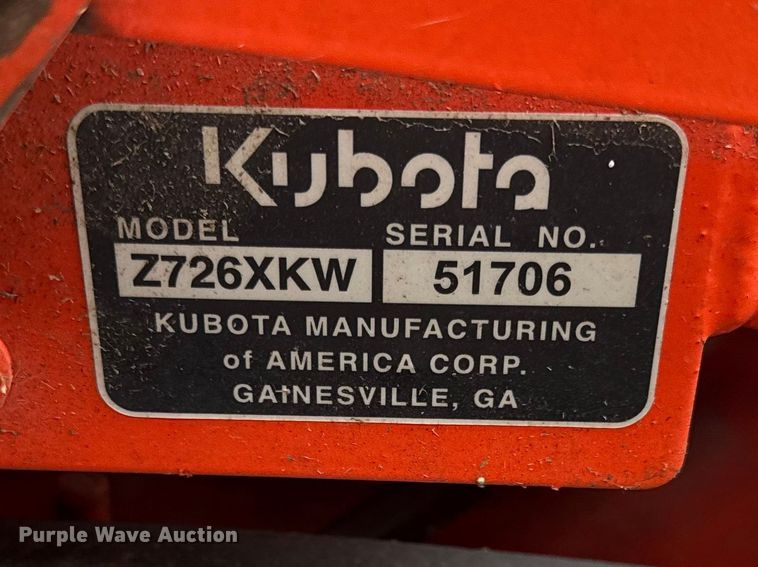 Kubota
MODEL SERIAL NO.
Z726XKW 51706
KUBOTA MANUFACTURING
of AMERICA CORP.
GAINESVILLE, GA
Purple Wave Auction